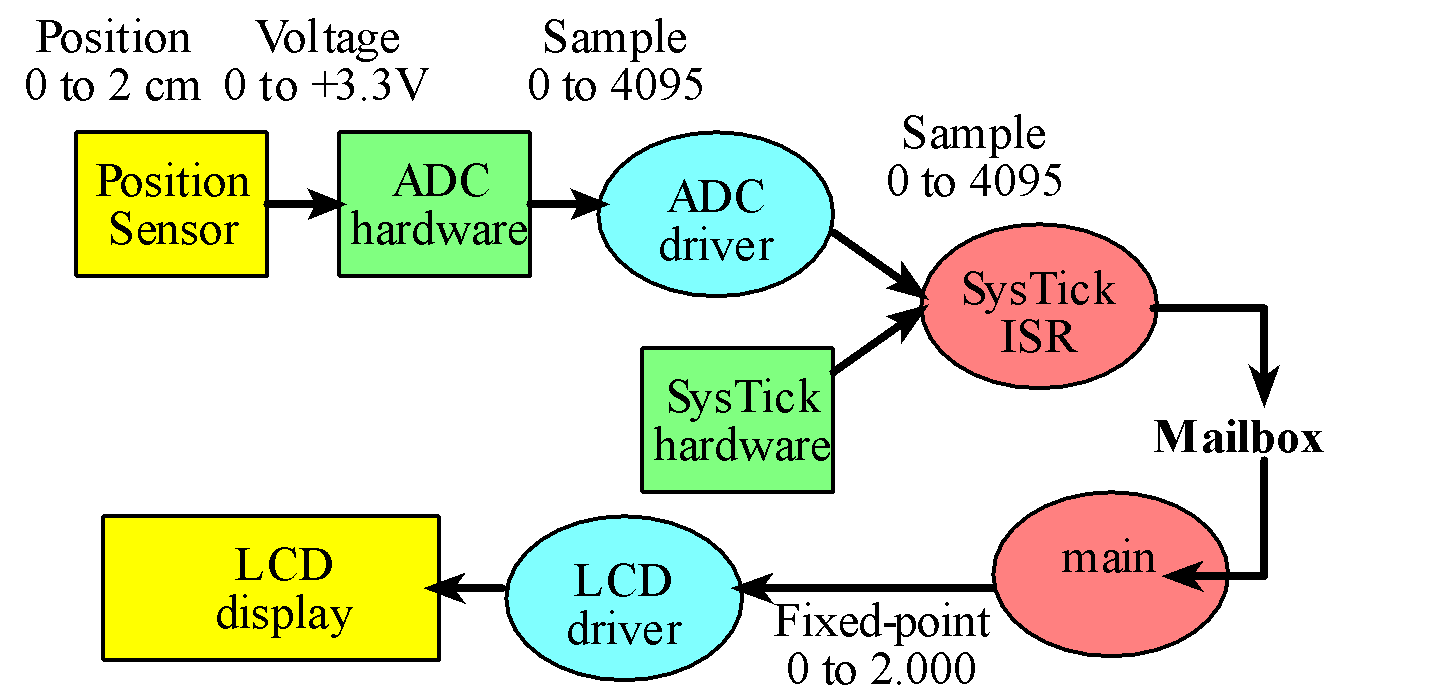 Position
0 to 2 cm
Voltage
0 to +3.3V
Sample
0 to 4095
Sample
0 to 4095
Position
Sensor
ADC
hardware
ADC
driver
SysTick
ISR
SysTick
hardware
Mailbox
main
Fixed-point
0 to 2.000
LCD
driver
LCD
display